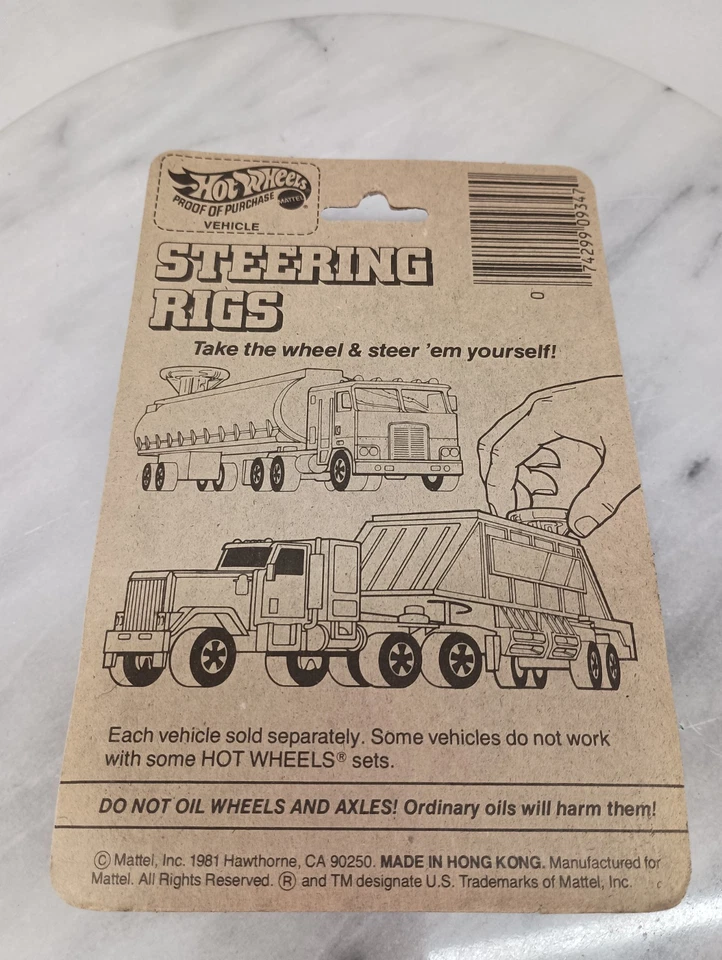 Hot Wheels
PROOF OF PURCHASE MATTEL
VEHICLE
74299 09347
0
STEERING
RIGS
Take the wheel & steer 'em yourself!
Each vehicle sold separately. Some vehicles do not work
with some HOT WHEELS® sets.
DO NOT OIL WHEELS AND AXLES! Ordinary oils will harm them!
© Mattel, Inc. 1981 Hawthorne, CA 90250. MADE IN HONG KONG. Manufactured for
Mattel. All Rights Reserved. ® and TM designate U.S. Trademarks of Mattel, Inc. c